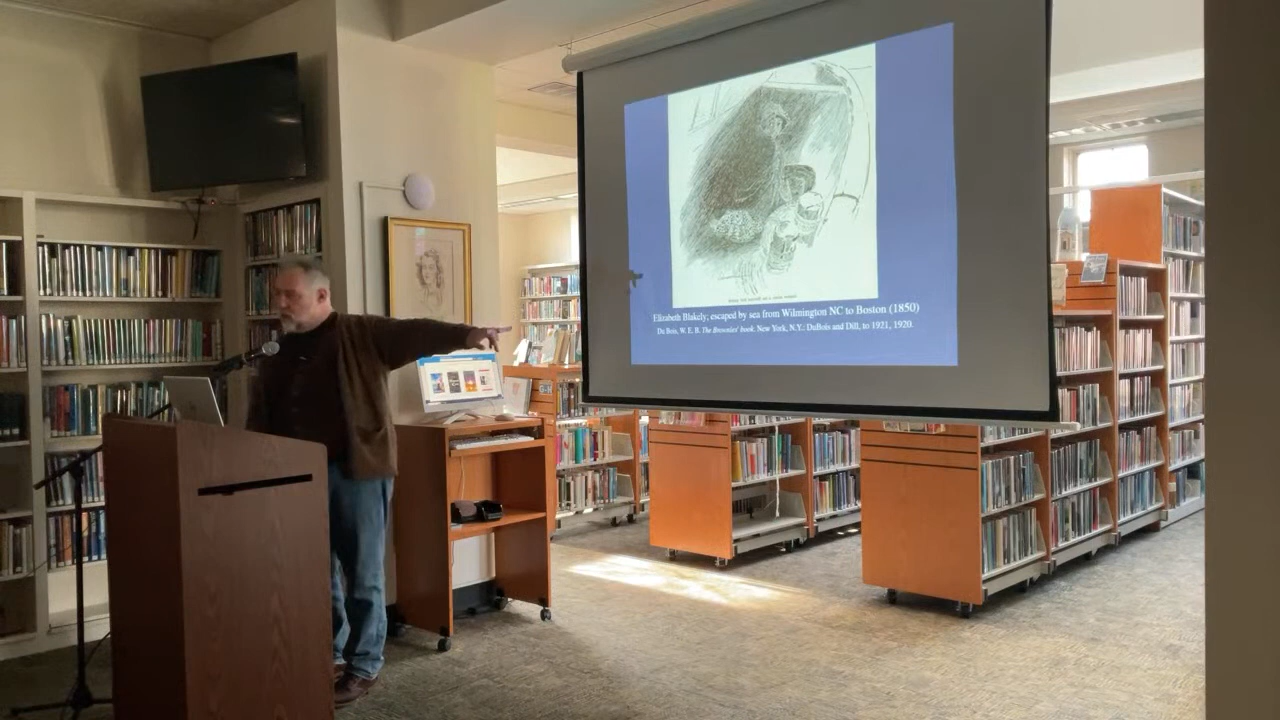 Elizabeth Blakely, escaped by sea from Wilmington NC to Boston (1850)
Du Bois, W. E. B. The Brownies' book. New York, N.Y.: DuBois and Dill, to 1921, 1920.